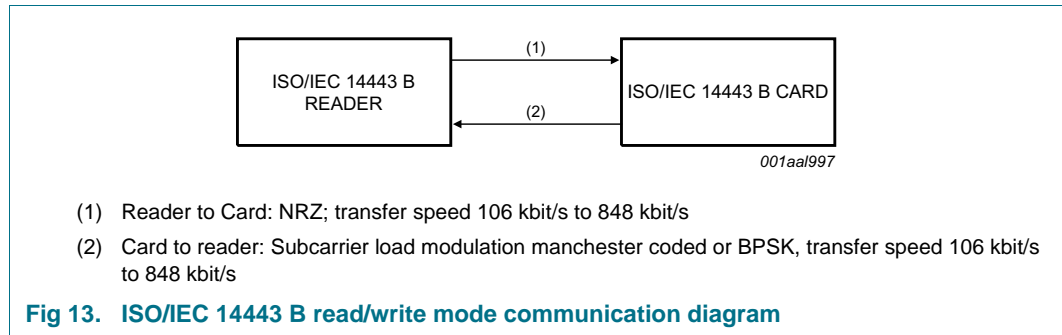 (1)
ISO/IEC 14443 B
READER
ISO/IEC 14443 B CARD
(2)
001aal997
(1) Reader to Card: NRZ; transfer speed 106 kbit/s to 848 kbit/s
(2) Card to reader: Subcarrier load modulation manchester coded or BPSK, transfer speed 106 kbit/s
to 848 kbit/s
Fig 13. ISO/IEC 14443 B read/write mode communication diagram